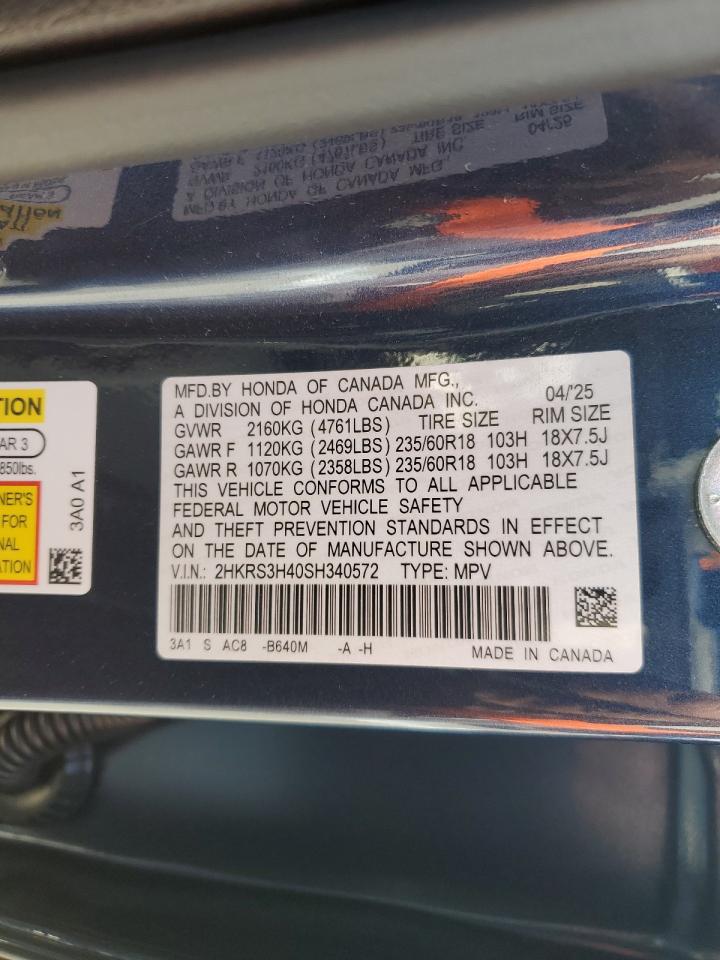 MFD.BY HONDA OF CANADA MFG.,
A DIVISION OF HONDA CANADA INC. 04/'25
GVWR 2160KG (4761LBS) TIRE SIZE RIM SIZE
GAWR F 1120KG (2469LBS) 235/60R18 103H 18X7.5J
GAWR R 1070KG (2358LBS) 235/60R18 103H 18X7.5J
THIS VEHICLE CONFORMS TO ALL APPLICABLE
FEDERAL MOTOR VEHICLE SAFETY
AND THEFT PREVENTION STANDARDS IN EFFECT
ON THE DATE OF MANUFACTURE SHOWN ABOVE.
V.I.N.: 2HKRS3H40SH340572 TYPE: MPV
3A1 S AC8 -B640M -A -H MADE IN CANADA
TION
AR 3
850lbs.
NER'S
FOR
NAL
ATION
3A0 A1